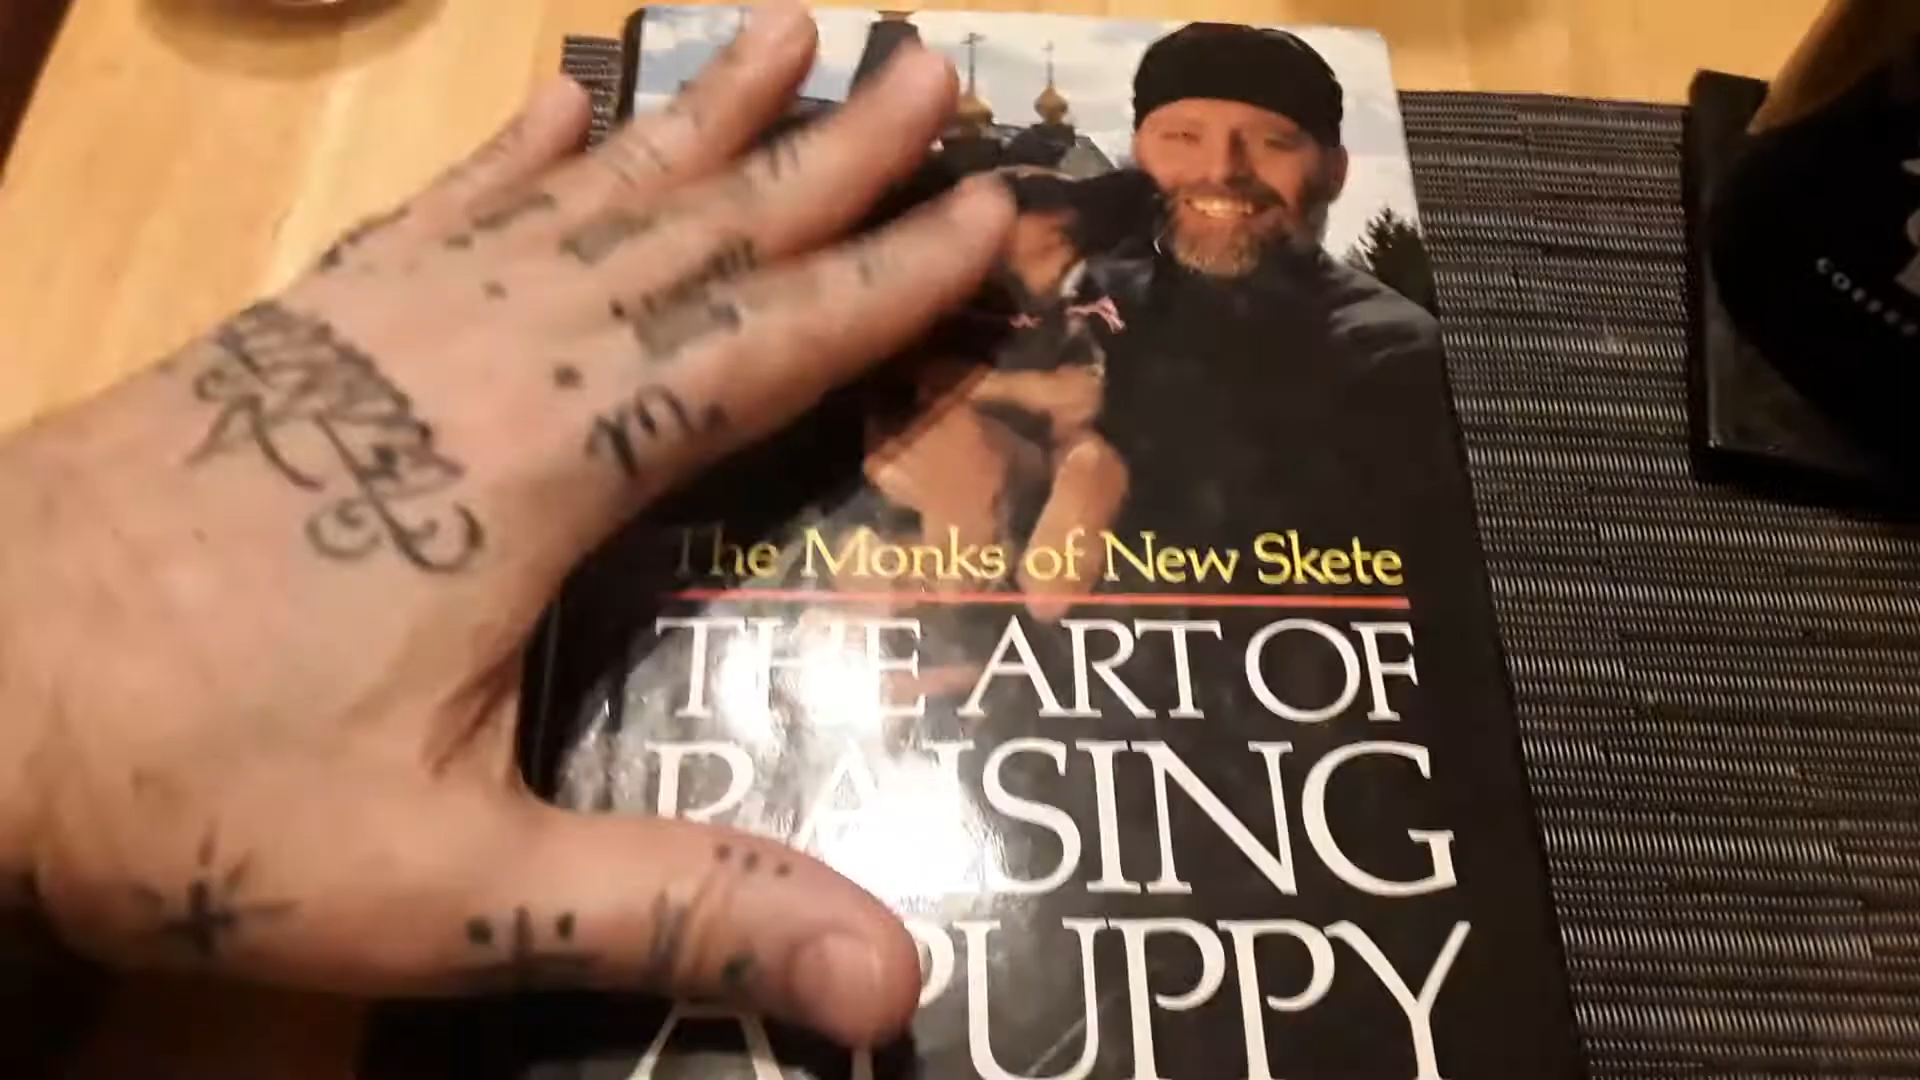 The Monks of New Skete
THE ART OF
RAISING
A PUPPY